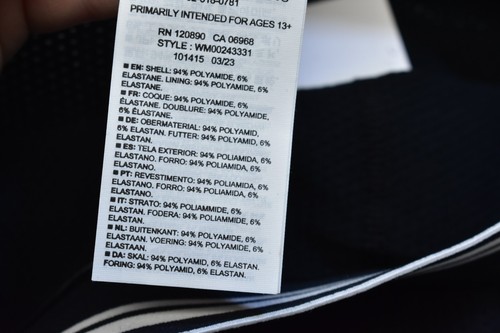 016-0781
PRIMARILY INTENDED FOR AGES 13+
RN 120890 CA 06968
STYLE : WM00243331
101415 03/23
■ EN: SHELL: 94% POLYAMIDE, 6%
ELASTANE. LINING: 94% POLYAMIDE, 6%
ELASTANE.
■ FR: COQUE: 94% POLYAMIDE, 6%
ÉLASTANE. DOUBLURE: 94% POLYAMIDE,
6% ÉLASTANE.
■ DE: OBERMATERIAL: 94% POLYAMID,
6% ELASTAN. FUTTER: 94% POLYAMID, 6%
ELASTAN.
■ ES: TELA EXTERIOR: 94% POLIAMIDA, 6%
ELASTANO. FORRO: 94% POLIAMIDA, 6%
ELASTANO.
■ PT: REVESTIMENTO: 94% POLIAMIDA, 6%
ELASTANO. FORRO: 94% POLIAMIDA, 6%
ELASTANO.
■ IT: STRATO: 94% POLIAMMIDE, 6%
ELASTAN. FODERA: 94% POLIAMMIDE, 6%
ELASTAN.
■ NL: BUITENKANT: 94% POLYAMIDE, 6%
ELASTAAN. VOERING: 94% POLYAMIDE, 6%
ELASTAAN.
■ DA: SKAL: 94% POLYAMID, 6% ELASTAN.
FORING: 94% POLYAMID, 6% ELASTAN.